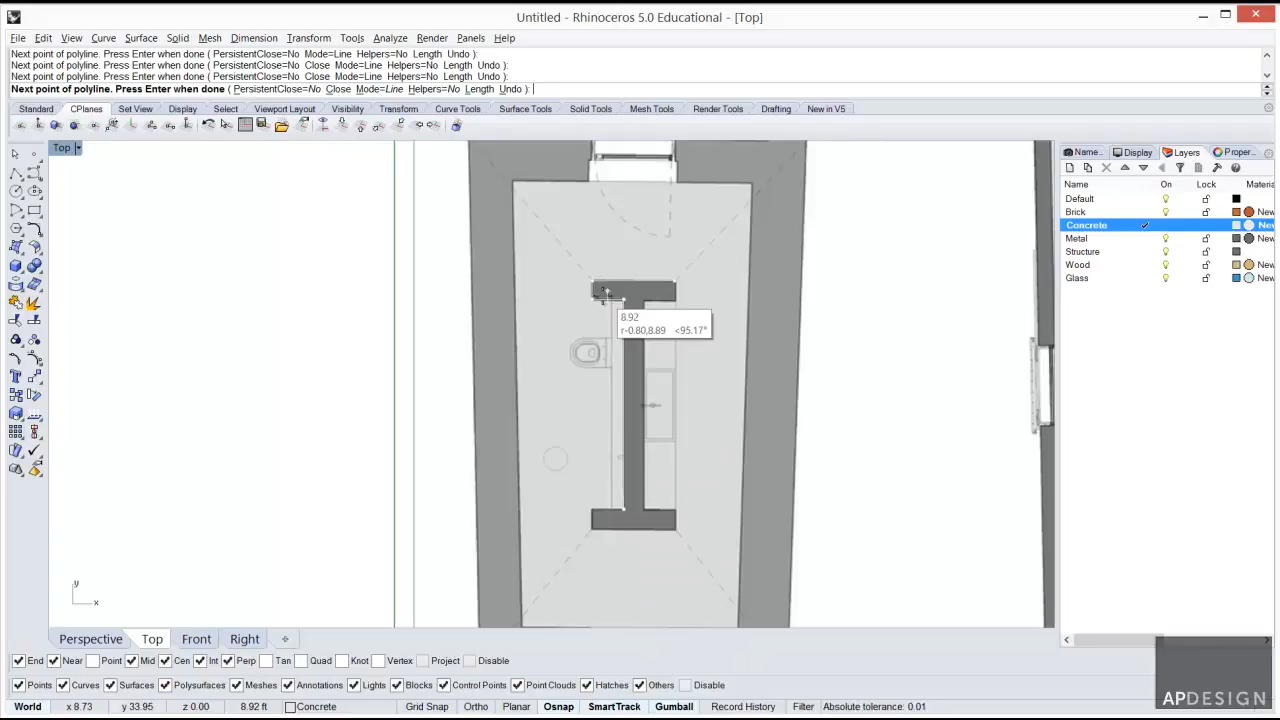 Untitled - Rhinoceros 5.0 Educational - [Top]
File Edit View Curve Surface Solid Mesh Dimension Transform Tools Analyze Render Panels Help
Next point of polyline. Press Enter when done ( PersistentClose=No Mode=Line Helpers=No Length Undo ):
Next point of polyline. Press Enter when done ( PersistentClose=No Close Mode=Line Helpers=No Length Undo ):
Next point of polyline. Press Enter when done ( PersistentClose=No Close Mode=Line Helpers=No Length Undo ):
Next point of polyline. Press Enter when done ( PersistentClose=No Close Mode=Line Helpers=No Length Undo ):
Standard CPlanes Set View Display Select Viewport Layout Visibility Transform Curve Tools Surface Tools Solid Tools Mesh Tools Render Tools Drafting New in V5
Top
Name... Display Layers Proper...
Name On Lock Materia
Default
Brick New
Concrete New
Metal New
Structure
Wood New
Glass New
8.92
r-0.80,8.89 <95.17°
y
x
Perspective Top Front Right
End Near Point Mid Cen Int Perp Tan Quad Knot Vertex Project Disable
Points Curves Surfaces Polysurfaces Meshes Annotations Lights Blocks Control Points Point Clouds Hatches Others Disable
World x 8.73 y 33.95 z 0.00 8.92 ft Concrete Grid Snap Ortho Planar Osnap SmartTrack Gumball Record History Filter Absolute tolerance: 0.01
APDESIGN